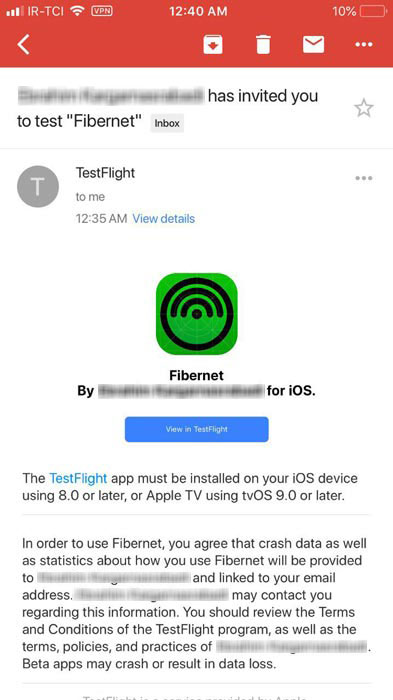 IR-TCI VPN 12:40 AM 10%
has invited you
to test "Fibernet" Inbox
T
TestFlight
to me
12:35 AM View details
Fibernet
By for iOS.
View in TestFlight
The TestFlight app must be installed on your iOS device
using 8.0 or later, or Apple TV using tvOS 9.0 or later.
In order to use Fibernet, you agree that crash data as well
as statistics about how you use Fibernet will be provided
to and linked to your email
address. may contact you
regarding this information. You should review the Terms
and Conditions of the TestFlight program, as well as the
terms, policies, and practices of .
Beta apps may crash or result in data loss.
TestFlight is a service provided by Apple